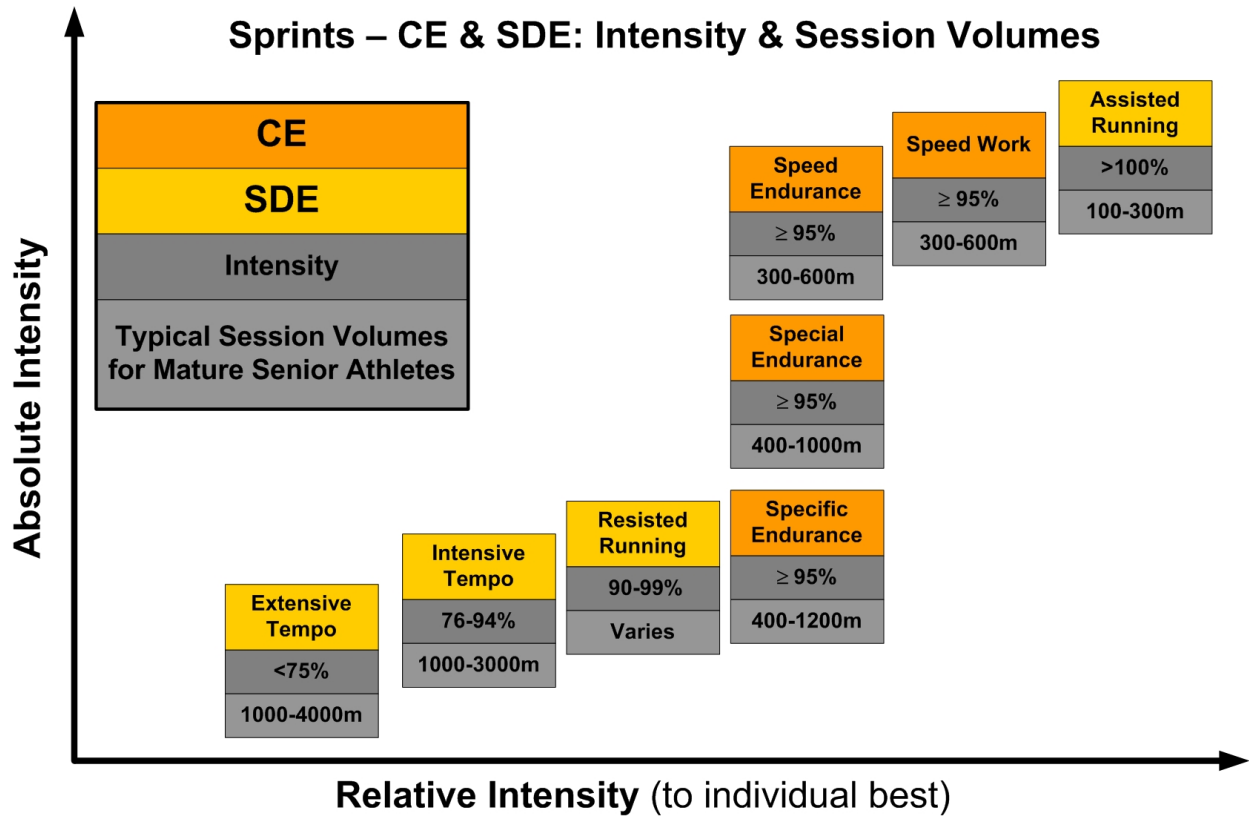 Sprints – CE & SDE: Intensity & Session Volumes
CE
SDE
Intensity
Typical Session Volumes
for Mature Senior Athletes
Absolute Intensity
Extensive
Tempo
<75%
1000-4000m
Intensive
Tempo
76-94%
1000-3000m
Resisted
Running
90-99%
Varies
Speed
Endurance
≥ 95%
300-600m
Special
Endurance
≥ 95%
400-1000m
Specific
Endurance
≥ 95%
400-1200m
Speed Work
≥ 95%
300-600m
Assisted
Running
>100%
100-300m
Relative Intensity (to individual best)